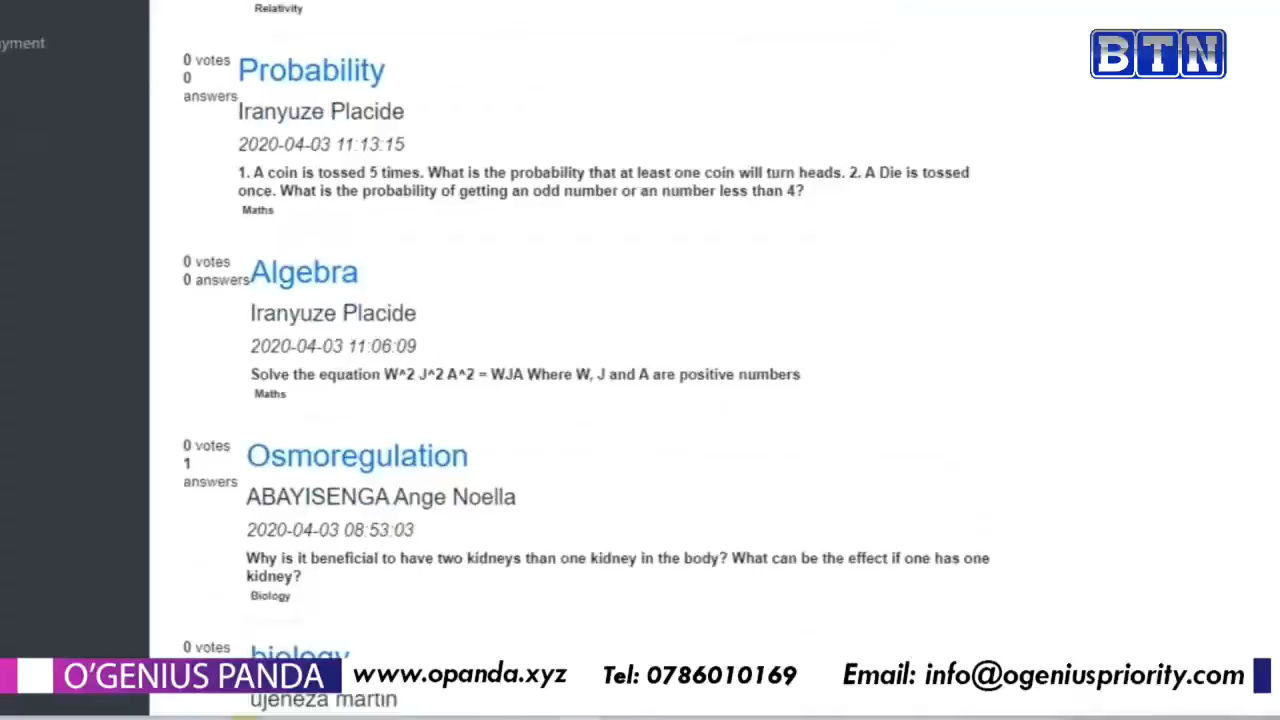 Relativity
yment
BTN
0 votes
0
answers
Probability
Iranyuze Placide
2020-04-03 11:13:15
1. A coin is tossed 5 times. What is the probability that at least one coin will turn heads. 2. A Die is tossed
once. What is the probability of getting an odd number or an number less than 4?
Maths
0 votes
0 answers
Algebra
Iranyuze Placide
2020-04-03 11:06:09
Solve the equation W^2 J^2 A^2 = WJA Where W, J and A are positive numbers
Maths
0 votes
1
answers
Osmoregulation
ABAYISENGA Ange Noella
2020-04-03 08:53:03
Why is it beneficial to have two kidneys than one kidney in the body? What can be the effect if one has one
kidney?
Biology
0 votes
biology
ujeneza martin
O'GENIUS PANDA www.opanda.xyz Tel: 0786010169 Email: info@ogeniuspriority.com